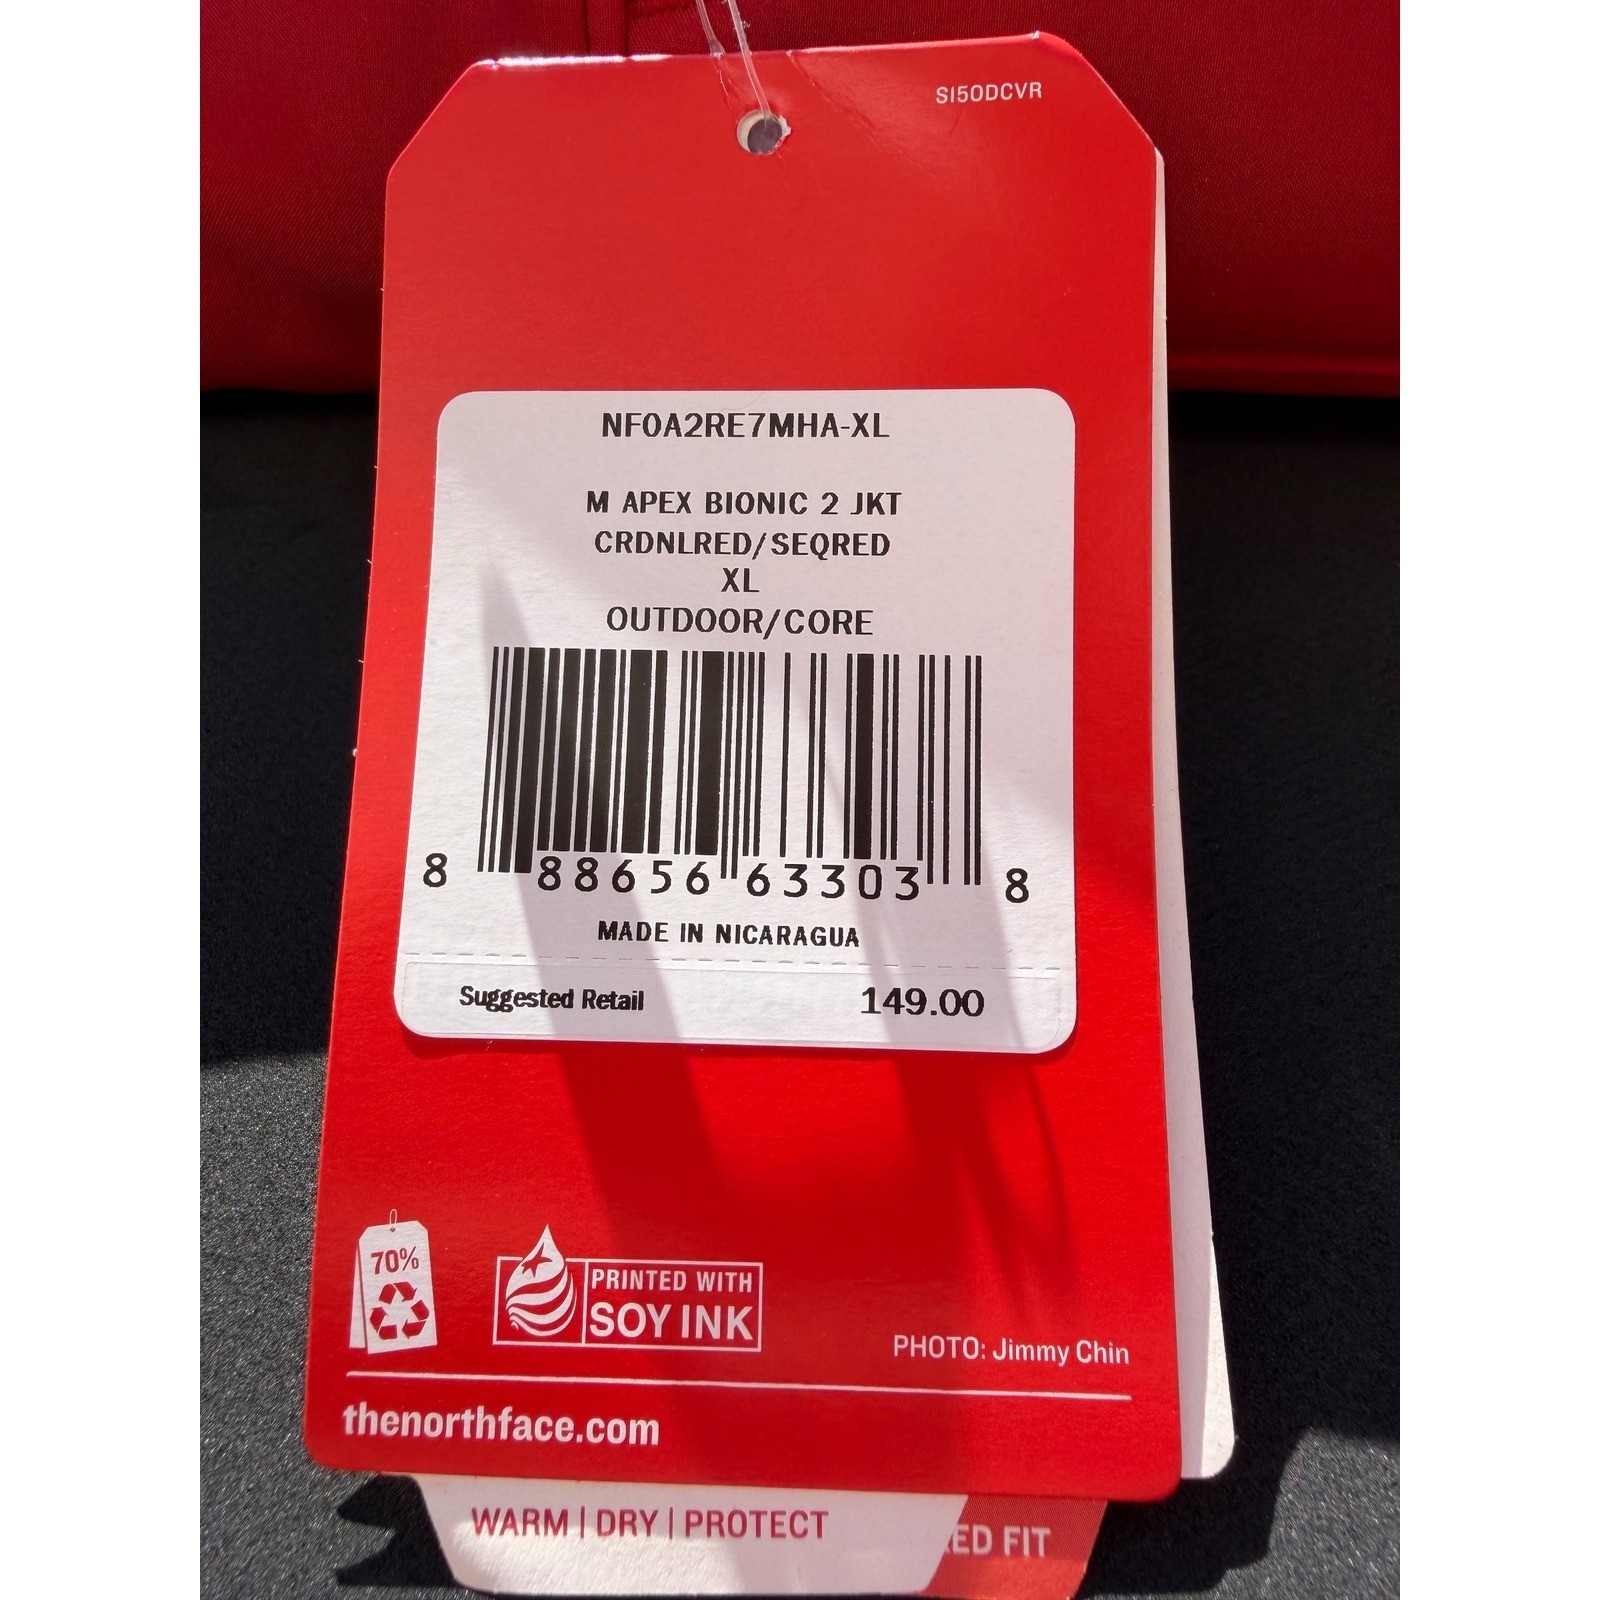 SI50DCVR
NF0A2RE7MHA-XL
M APEX BIONIC 2 JKT
CRDNLRED/SEQRED
XL
OUTDOOR/CORE
8 88656 63303 8
MADE IN NICARAGUA
Suggested Retail 149.00
70%
PRINTED WITH
SOY INK
PHOTO: Jimmy Chin
thenorthface.com
WARM | DRY | PROTECT
FIT